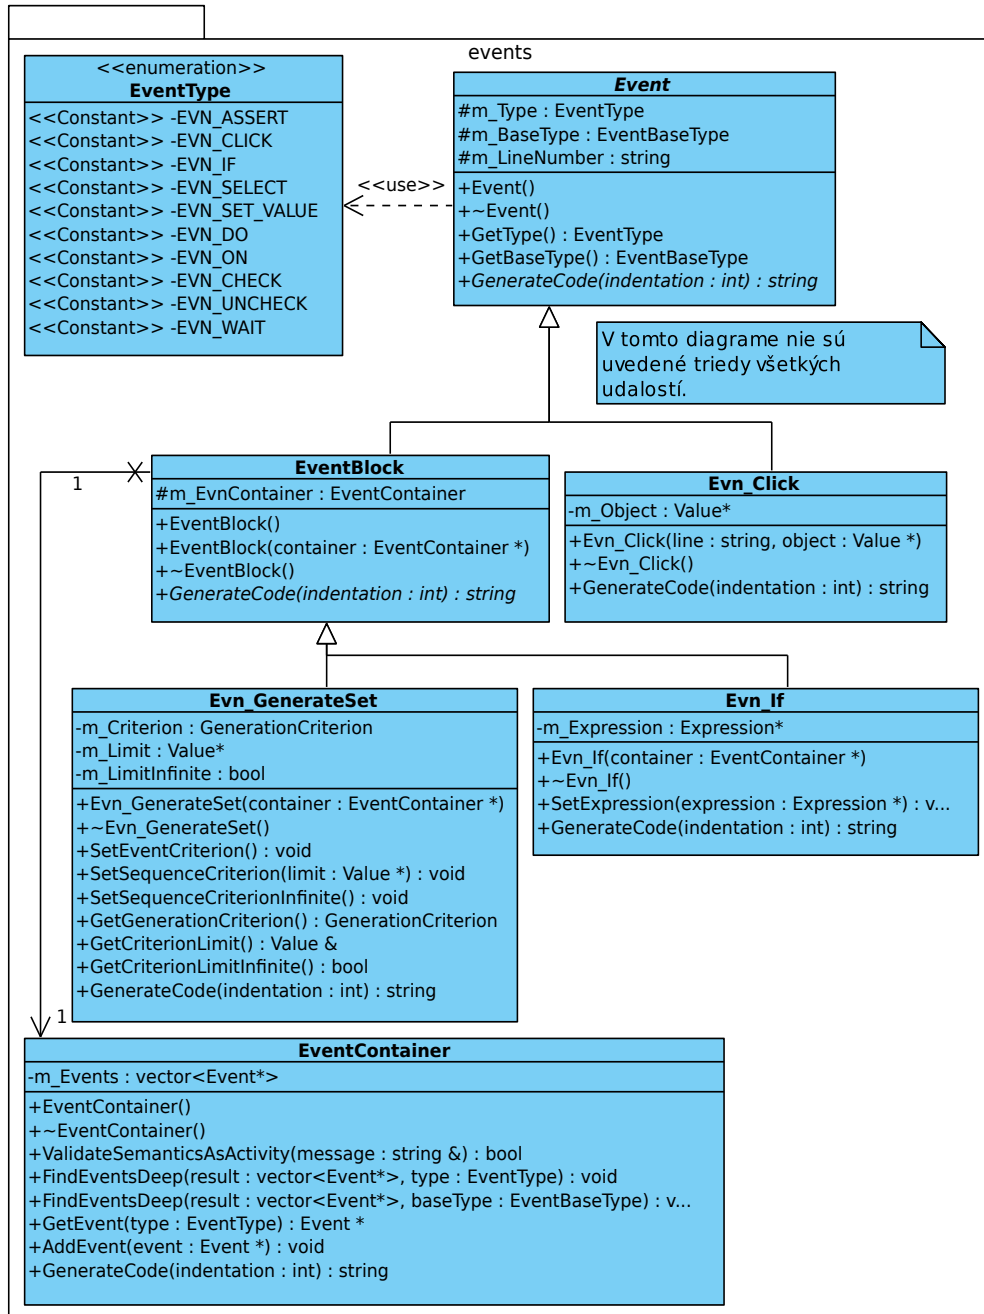 events
<<enumeration>>
EventType
<<Constant>> -EVN_ASSERT
<<Constant>> -EVN_CLICK
<<Constant>> -EVN_IF
<<Constant>> -EVN_SELECT
<<Constant>> -EVN_SET_VALUE
<<Constant>> -EVN_DO
<<Constant>> -EVN_ON
<<Constant>> -EVN_CHECK
<<Constant>> -EVN_UNCHECK
<<Constant>> -EVN_WAIT
<<use>>
Event
#m_Type : EventType
#m_BaseType : EventBaseType
#m_LineNumber : string
+Event()
+~Event()
+GetType() : EventType
+GetBaseType() : EventBaseType
+GenerateCode(indentation : int) : string
V tomto diagrame nie sú
uvedené triedy všetkých
udalostí.
1
EventBlock
#m_EvnContainer : EventContainer
+EventBlock()
+EventBlock(container : EventContainer *)
+~EventBlock()
+GenerateCode(indentation : int) : string
Evn_Click
-m_Object : Value*
+Evn_Click(line : string, object : Value *)
+~Evn_Click()
+GenerateCode(indentation : int) : string
Evn_GenerateSet
-m_Criterion : GenerationCriterion
-m_Limit : Value*
-m_LimitInfinite : bool
+Evn_GenerateSet(container : EventContainer *)
+~Evn_GenerateSet()
+SetEventCriterion() : void
+SetSequenceCriterion(limit : Value *) : void
+SetSequenceCriterionInfinite() : void
+GetGenerationCriterion() : GenerationCriterion
+GetCriterionLimit() : Value &
+GetCriterionLimitInfinite() : bool
+GenerateCode(indentation : int) : string
Evn_If
-m_Expression : Expression*
+Evn_If(container : EventContainer *)
+~Evn_If()
+SetExpression(expression : Expression *) : v...
+GenerateCode(indentation : int) : string
1
EventContainer
-m_Events : vector<Event*>
+EventContainer()
+~EventContainer()
+ValidateSemanticsAsActivity(message : string &) : bool
+FindEventsDeep(result : vector<Event*>, type : EventType) : void
+FindEventsDeep(result : vector<Event*>, baseType : EventBaseType) : v...
+GetEvent(type : EventType) : Event *
+AddEvent(event : Event *) : void
+GenerateCode(indentation : int) : string